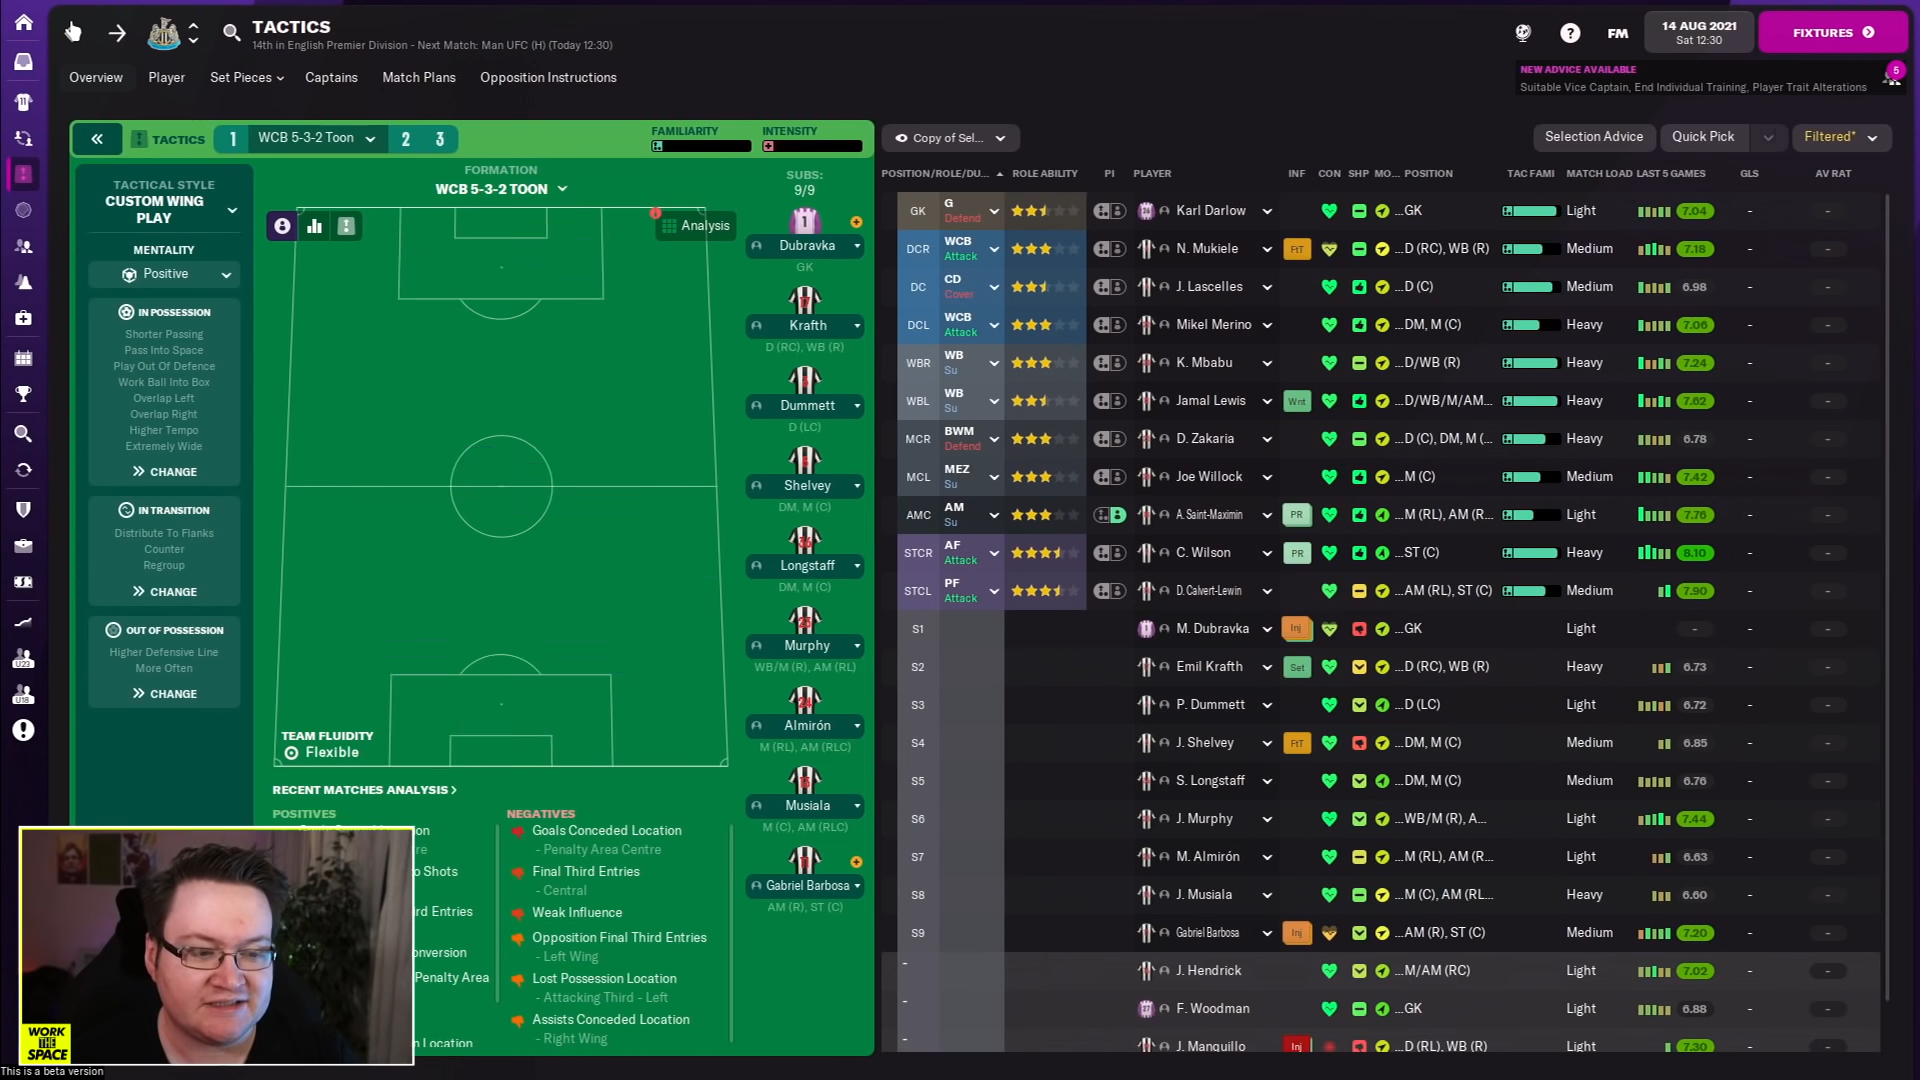 TACTICS
14th in English Premier Division - Next Match: Man UFC (H) (Today 12:30)
FM
14 AUG 2021
Sat 12:30
FIXTURES
Overview
Player
Set Pieces
Captains
Match Plans
Opposition Instructions
NEW ADVICE AVAILABLE
Suitable Vice Captain, End Individual Training, Player Trait Alterations
5
TACTICS
1
WCB 5-3-2 Toon
2
3
FAMILIARITY
INTENSITY
TACTICAL STYLE
CUSTOM WING
PLAY
MENTALITY
Positive
IN POSSESSION
Shorter Passing
Pass Into Space
Play Out Of Defence
Work Ball Into Box
Overlap Left
Overlap Right
Higher Tempo
Extremely Wide
CHANGE
IN TRANSITION
Distribute To Flanks
Counter
Regroup
CHANGE
OUT OF POSSESSION
Higher Defensive Line
More Often
CHANGE
FORMATION
WCB 5-3-2 TOON
Analysis
TEAM FLUIDITY
Flexible
SUBS:
9/9
1
Dubravka
GK
Krafth
D (RC), WB (R)
Dummett
D (LC)
Shelvey
DM, M (C)
Longstaff
DM, M (C)
Murphy
WB/M (R), AM (RL)
Almirón
M (RL), AM (RLC)
Musiala
M (C), AM (RLC)
Gabriel Barbosa
AM (R), ST (C)
RECENT MATCHES ANALYSIS
POSITIVES
Shots
rd Entries
onversion
Penalty Area
n Location
NEGATIVES
Goals Conceded Location
- Penalty Area Centre
Final Third Entries
- Central
Weak Influence
Opposition Final Third Entries
- Left Wing
Lost Possession Location
- Attacking Third - Left
Assists Conceded Location
- Right Wing
Copy of Sel...
Selection Advice
Quick Pick
Filtered*
POSITION/ROLE/DU... ROLE ABILITY PI PLAYER INF CON SHP MO... POSITION TAC FAMI MATCH LOAD LAST 5 GAMES GLS AV RAT
GK G Defend Karl Darlow ...GK Light 7.04 - -
DCR WCB Attack N. Mukiele FtT ...D (RC), WB (R) Medium 7.18 - -
DC CD Cover J. Lascelles ...D (C) Medium 6.98 - -
DCL WCB Attack Mikel Merino ...DM, M (C) Heavy 7.06 - -
WBR WB Su K. Mbabu ...D/WB (R) Heavy 7.24 - -
WBL WB Su Jamal Lewis Wnt ...D/WB/M/AM... Heavy 7.62 - -
MCR BWM Defend D. Zakaria ...D (C), DM, M (... Heavy 6.78 - -
MCL MEZ Su Joe Willock ...M (C) Medium 7.42 - -
AMC AM Su A. Saint-Maximin PR ...M (RL), AM (R... Light 7.76 - -
STCR AF Attack C. Wilson PR ...ST (C) Heavy 8.10 - -
STCL PF Attack D. Calvert-Lewin ...AM (RL), ST (C) Medium 7.90 - -
S1 M. Dubravka Inj ...GK Light - - -
S2 Emil Krafth Set ...D (RC), WB (R) Heavy 6.73 - -
S3 P. Dummett ...D (LC) Light 6.72 - -
S4 J. Shelvey FtT ...DM, M (C) Medium 6.85 - -
S5 S. Longstaff ...DM, M (C) Medium 6.76 - -
S6 J. Murphy ...WB/M (R), A... Light 7.44 - -
S7 M. Almirón ...M (RL), AM (R... Light 6.63 - -
S8 J. Musiala ...M (C), AM (RL... Heavy 6.60 - -
S9 Gabriel Barbosa Inj ...AM (R), ST (C) Medium 7.20 - -
- J. Hendrick ...M/AM (RC) Light 7.02 - -
- F. Woodman ...GK Light 6.88 - -
- J. Manquillo Inj ...D (RL), WB (R) Light 7.30 - -
U23
U18
WORK
THE
SPACE
This is a beta version